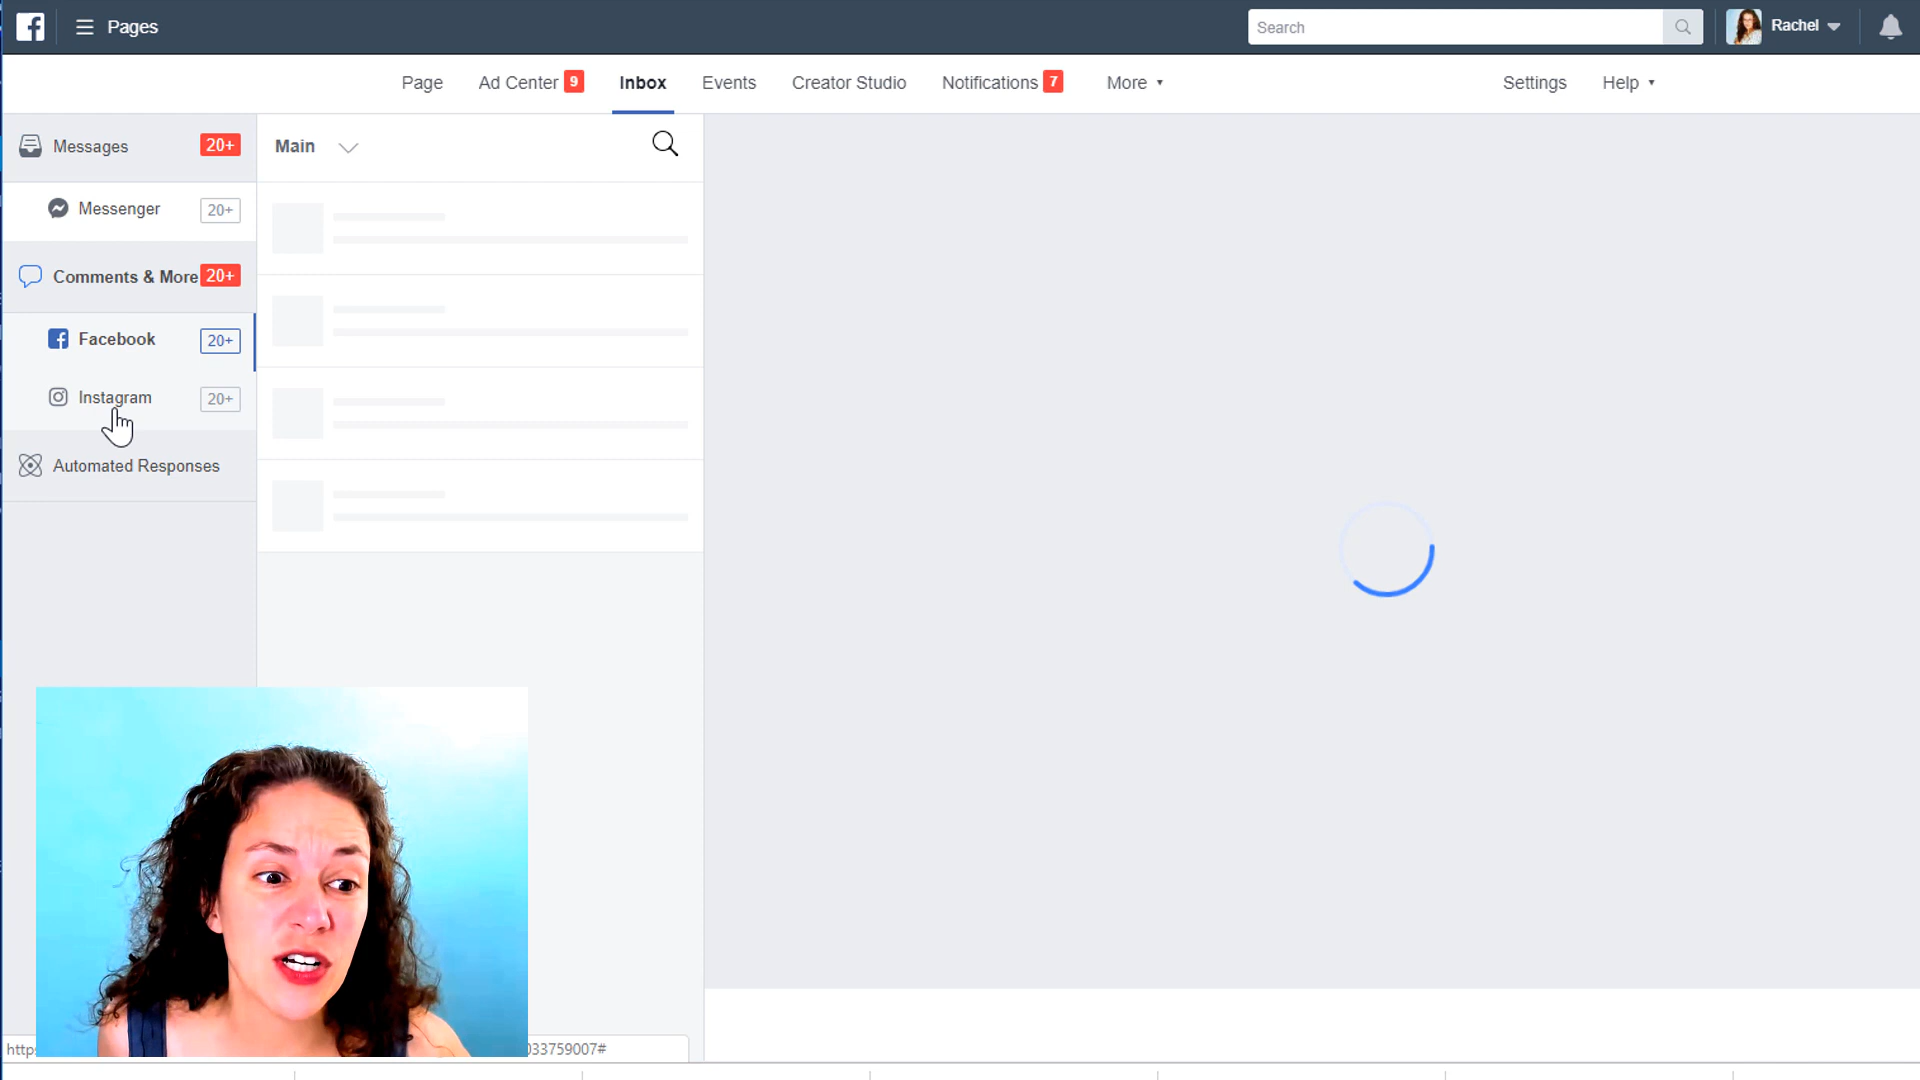 Pages
Search
Rachel
Page
Ad Center 9
Inbox
Events
Creator Studio
Notifications 7
More
Settings
Help
Messages 20+
Messenger 20+
Comments & More 20+
Facebook 20+
Instagram 20+
Automated Responses
Main
http
033759007#